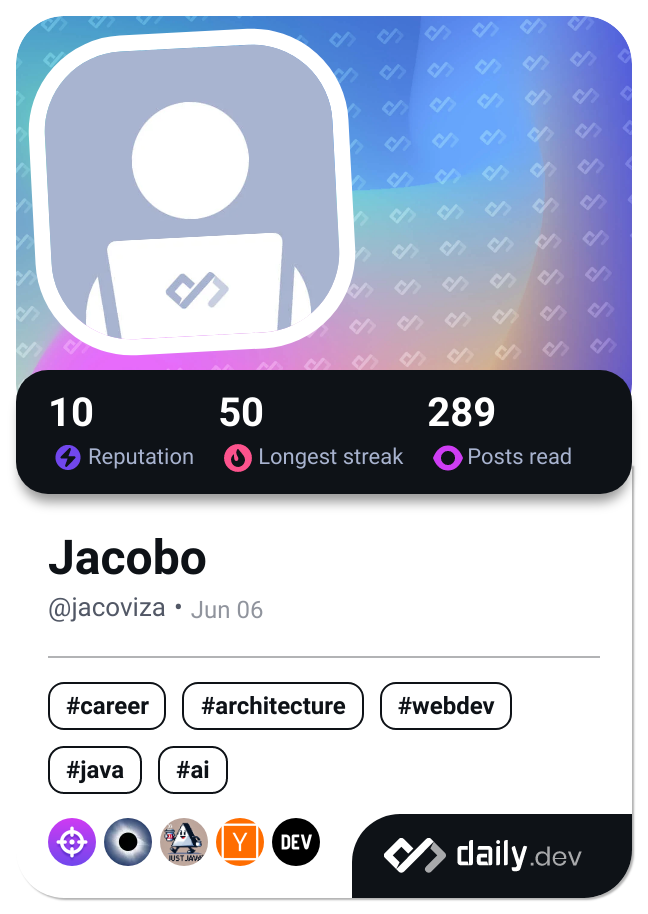 10 50 289
Reputation Longest streak Posts read
Jacobo
@jacoviza • Jun 06
#career #architecture #webdev
#java #ai
JUST JAVA Y DEV
daily.dev